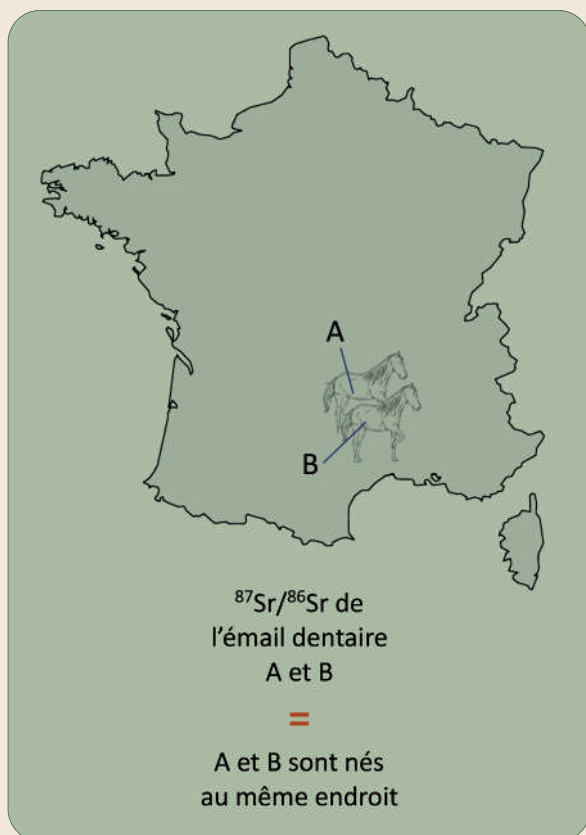 A
B
⁸⁷Sr/⁸⁶Sr de
l'émail dentaire
A et B
=
A et B sont nés
au même endroit